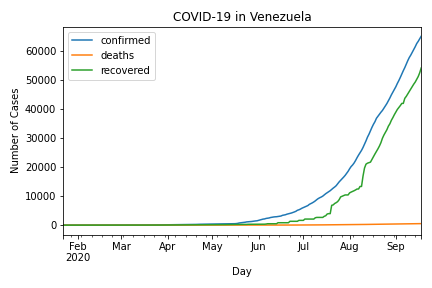 COVID-19 in Venezuela
confirmed
deaths
recovered
Number of Cases
60000
50000
40000
30000
20000
10000
0
Feb Mar Apr May Jun Jul Aug Sep
2020
Day